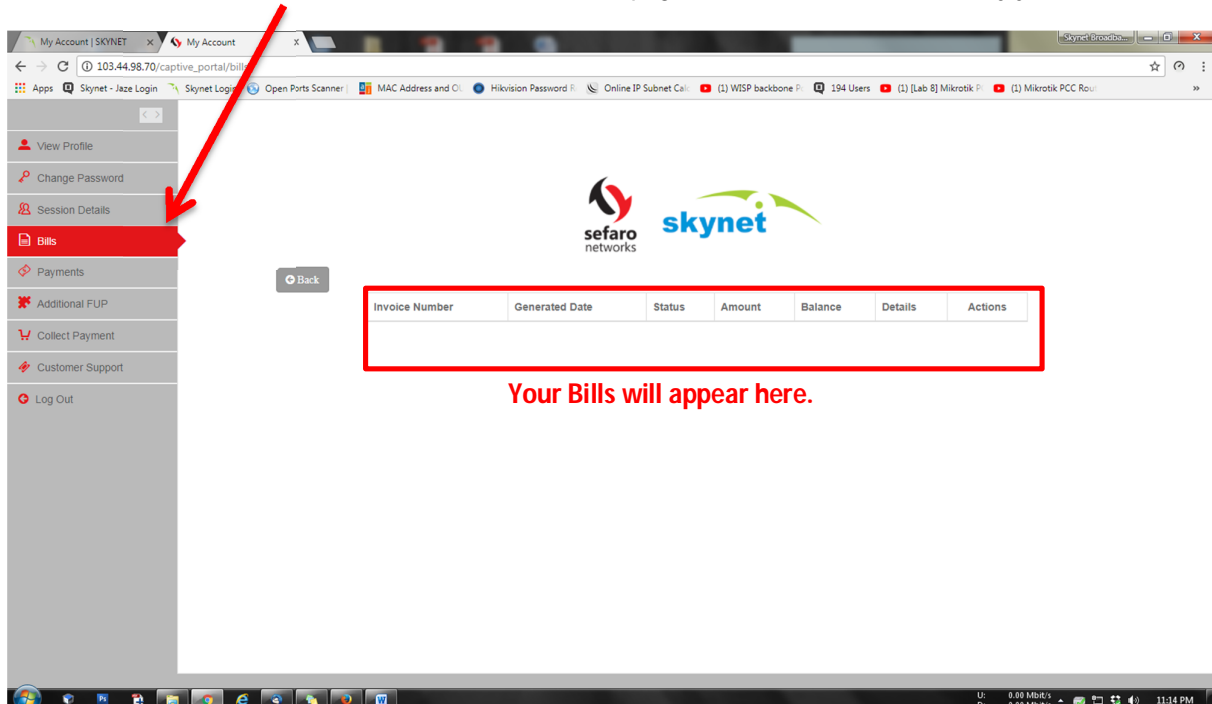 My Account | SKYNET
My Account
Skynet Broadba...
103.44.98.70/captive_portal/bills
Apps
Skynet - Jaze Login
Skynet Login
Open Ports Scanner |
MAC Address and OU
Hikvision Password R
Online IP Subnet Calc
(1) WISP backbone P
194 Users
(1) [Lab 8] Mikrotik P
(1) Mikrotik PCC Rou
»
View Profile
Change Password
Session Details
Bills
Payments
Additional FUP
Collect Payment
Customer Support
Log Out
sefaro
networks
skynet
Back
Invoice Number Generated Date Status Amount Balance Details Actions
Your Bills will appear here.
U: 0.00 Mbit/s
11:14 PM